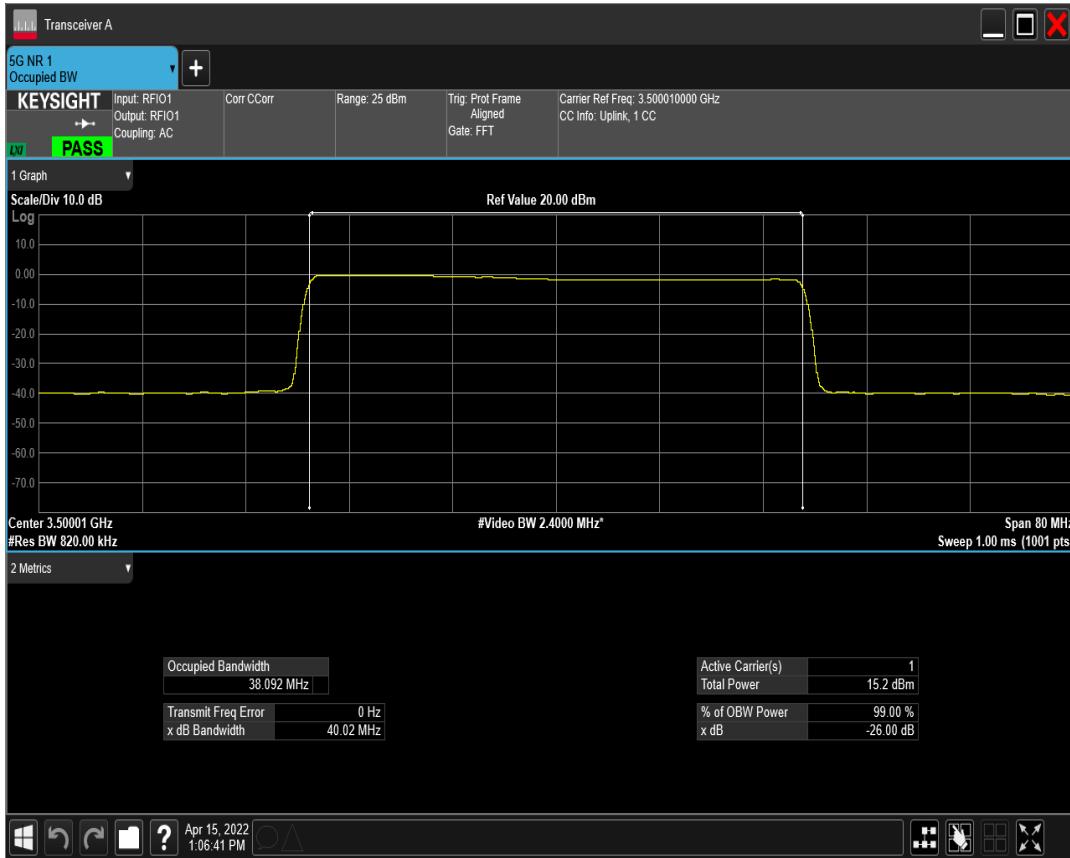 Transceiver A
5G NR 1
Occupied BW
+
KEYSIGHT
LXI
PASS
Input: RFIO1
Output: RFIO1
Coupling: AC
Corr CCorr
Range: 25 dBm
Trig: Prot Frame
Aligned
Gate: FFT
Carrier Ref Freq: 3.500010000 GHz
CC Info: Uplink, 1 CC
1 Graph
Scale/Div 10.0 dB
Ref Value 20.00 dBm
Log
10.0
0.00
-10.0
-20.0
-30.0
-40.0
-50.0
-60.0
-70.0
Center 3.50001 GHz
#Video BW 2.4000 MHz*
Span 80 MHz
#Res BW 820.00 kHz
Sweep 1.00 ms (1001 pts
2 Metrics
Occupied Bandwidth
38.092 MHz
Transmit Freq Error 0 Hz
x dB Bandwidth 40.02 MHz
Active Carrier(s) 1
Total Power 15.2 dBm
% of OBW Power 99.00 %
x dB -26.00 dB
?
Apr 15, 2022
1:06:41 PM